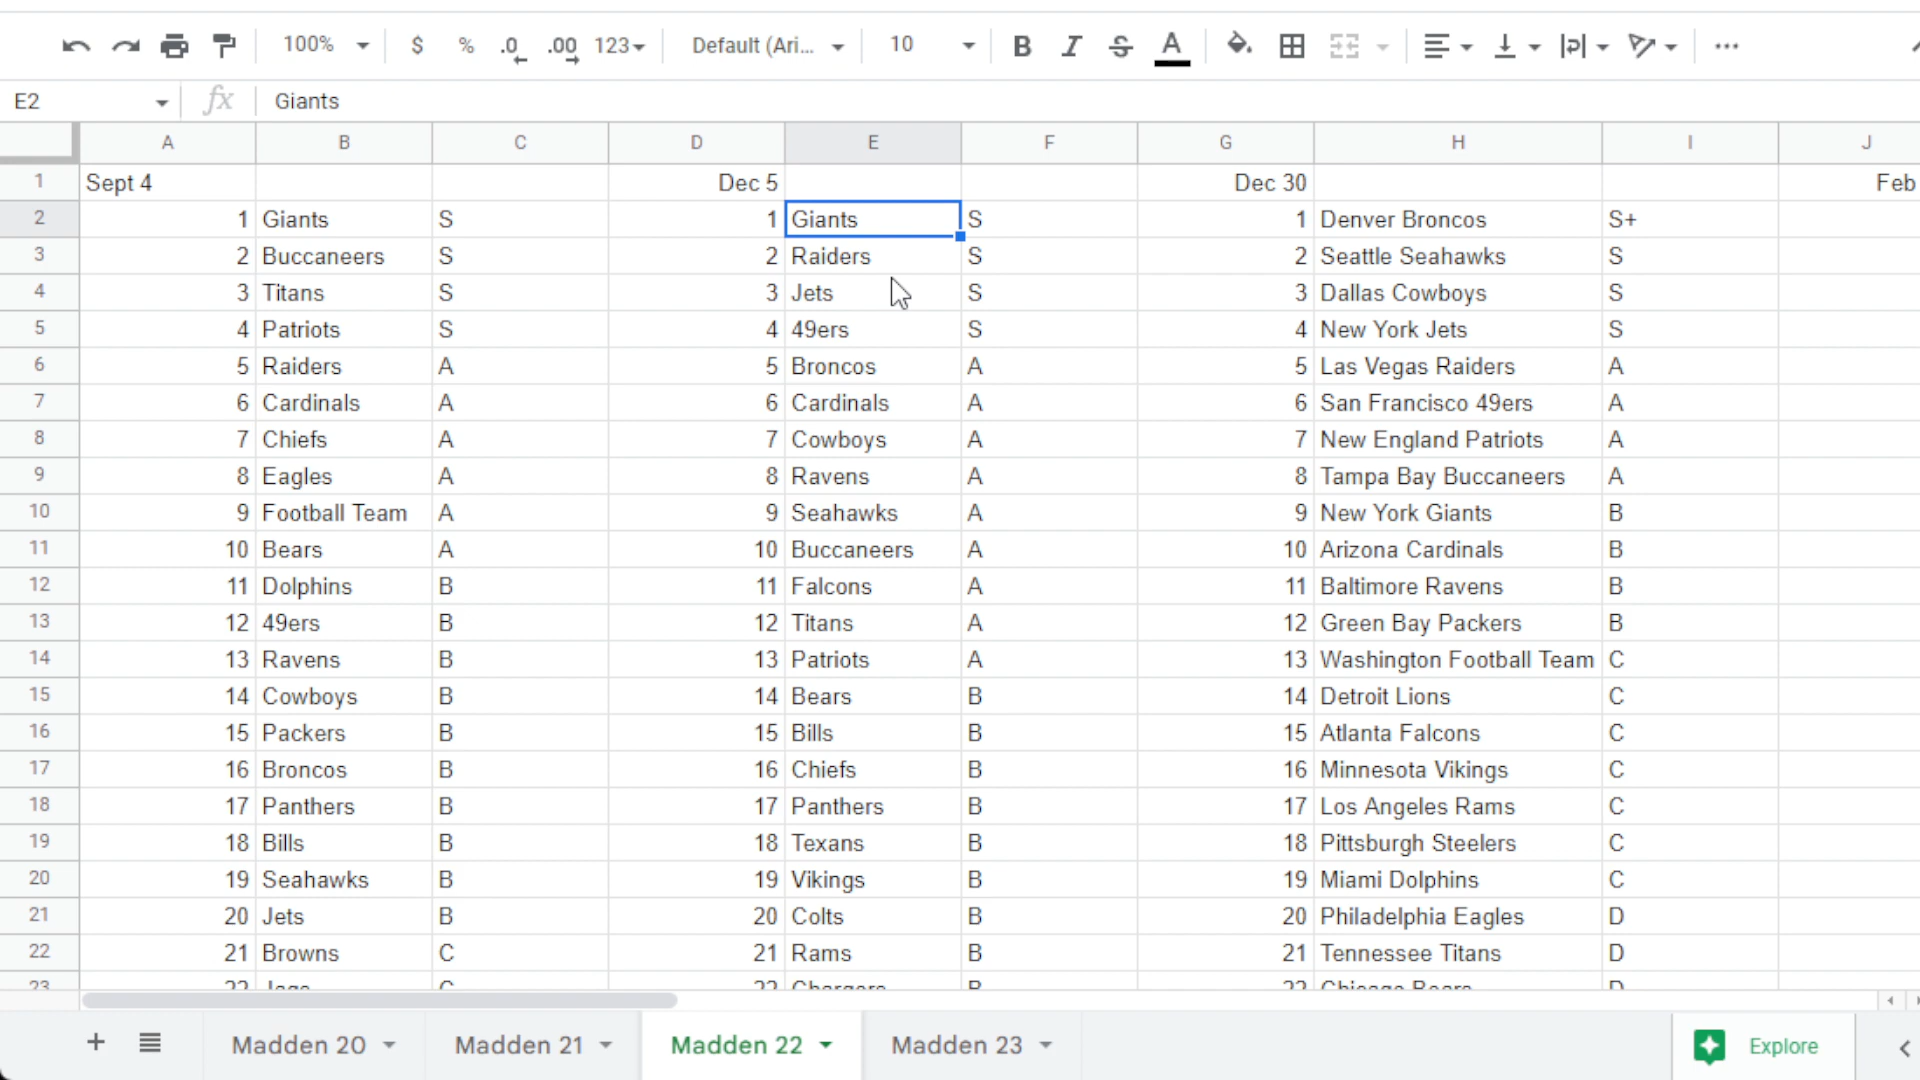 100% $ % .0 .00 123 Default (Ari... 10 B I S A
E2 fx Giants
A B C D E F G H I J
1 Sept 4 Dec 5 Dec 30 Feb
2 1 Giants S 1 Giants S 1 Denver Broncos S+
3 2 Buccaneers S 2 Raiders S 2 Seattle Seahawks S
4 3 Titans S 3 Jets S 3 Dallas Cowboys S
5 4 Patriots S 4 49ers S 4 New York Jets S
6 5 Raiders A 5 Broncos A 5 Las Vegas Raiders A
7 6 Cardinals A 6 Cardinals A 6 San Francisco 49ers A
8 7 Chiefs A 7 Cowboys A 7 New England Patriots A
9 8 Eagles A 8 Ravens A 8 Tampa Bay Buccaneers A
10 9 Football Team A 9 Seahawks A 9 New York Giants B
11 10 Bears A 10 Buccaneers A 10 Arizona Cardinals B
12 11 Dolphins B 11 Falcons A 11 Baltimore Ravens B
13 12 49ers B 12 Titans A 12 Green Bay Packers B
14 13 Ravens B 13 Patriots A 13 Washington Football Team C
15 14 Cowboys B 14 Bears B 14 Detroit Lions C
16 15 Packers B 15 Bills B 15 Atlanta Falcons C
17 16 Broncos B 16 Chiefs B 16 Minnesota Vikings C
18 17 Panthers B 17 Panthers B 17 Los Angeles Rams C
19 18 Bills B 18 Texans B 18 Pittsburgh Steelers C
20 19 Seahawks B 19 Vikings B 19 Miami Dolphins C
21 20 Jets B 20 Colts B 20 Philadelphia Eagles D
22 21 Browns C 21 Rams B 21 Tennessee Titans D
23 22 Jags C 22 Chargers B 22 Chicago Bears D
Madden 20 Madden 21 Madden 22 Madden 23 Explore